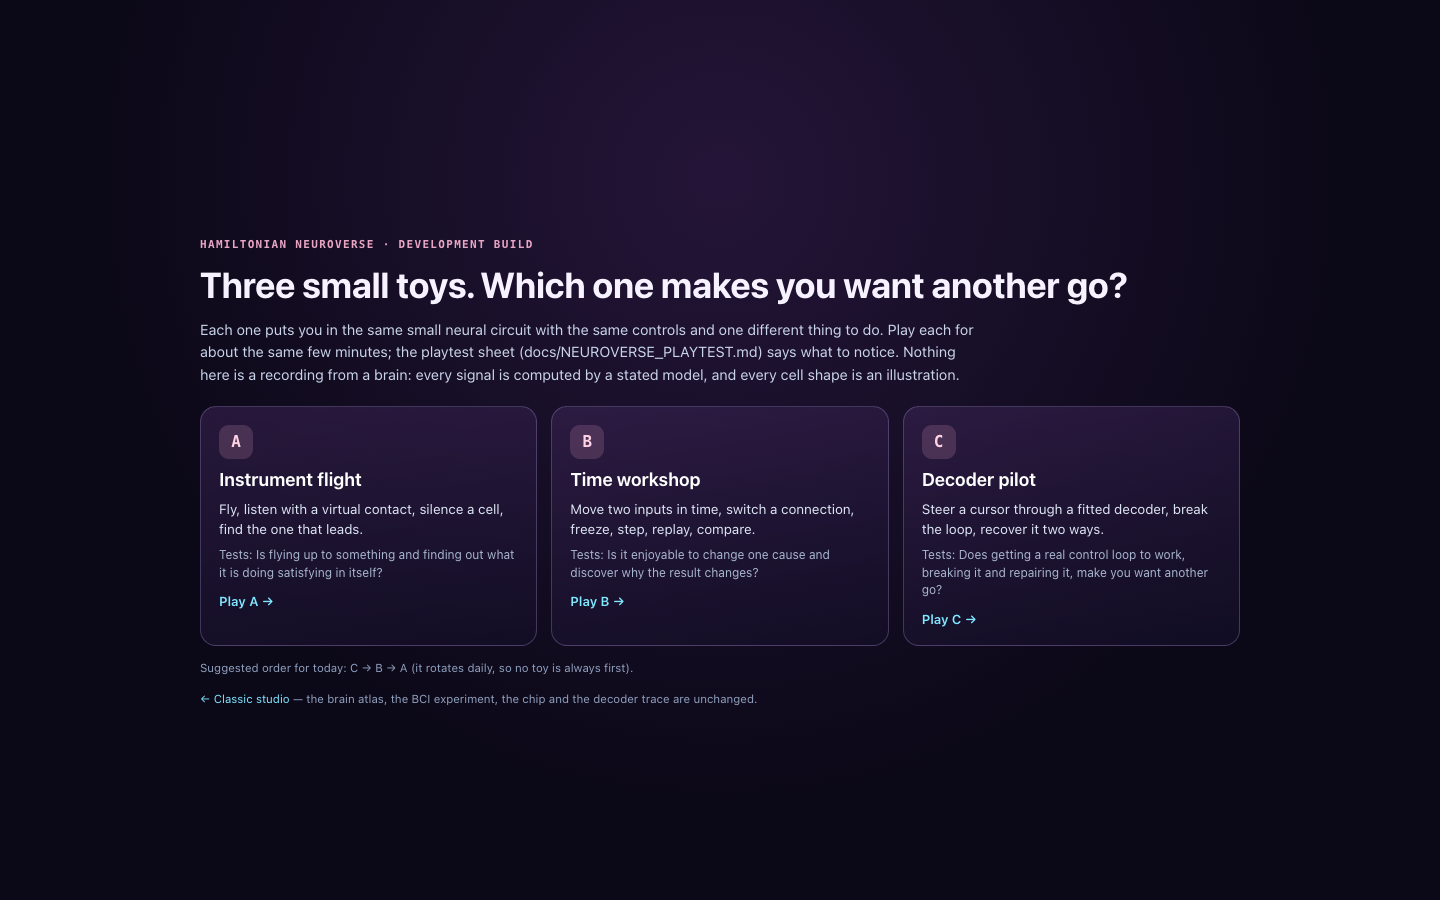 HAMILTONIAN NEUROVERSE · DEVELOPMENT BUILD
Three small toys. Which one makes you want another go?
Each one puts you in the same small neural circuit with the same controls and one different thing to do. Play each for
about the same few minutes; the playtest sheet (docs/NEUROVERSE_PLAYTEST.md) says what to notice. Nothing
here is a recording from a brain: every signal is computed by a stated model, and every cell shape is an illustration.
A
Instrument flight
Fly, listen with a virtual contact, silence a cell,
find the one that leads.
Tests: Is flying up to something and finding out what
it is doing satisfying in itself?
Play A →
B
Time workshop
Move two inputs in time, switch a connection,
freeze, step, replay, compare.
Tests: Is it enjoyable to change one cause and
discover why the result changes?
Play B →
C
Decoder pilot
Steer a cursor through a fitted decoder, break
the loop, recover it two ways.
Tests: Does getting a real control loop to work,
breaking it and repairing it, make you want another
go?
Play C →
Suggested order for today: C → B → A (it rotates daily, so no toy is always first).
← Classic studio — the brain atlas, the BCI experiment, the chip and the decoder trace are unchanged.